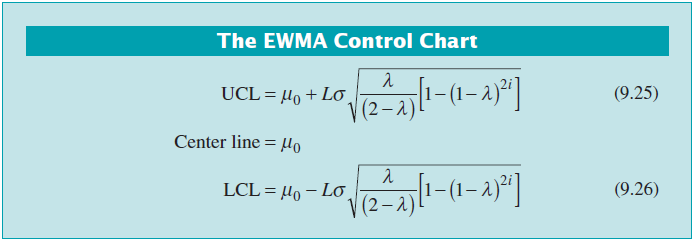 The EWMA Control Chart
UCL = μ₀ + Lσ√(λ/(2 − λ)[1 − (1 − λ)²ⁱ]) (9.25)
Center line = μ₀
LCL = μ₀ − Lσ√(λ/(2 − λ)[1 − (1 − λ)²ⁱ]) (9.26)